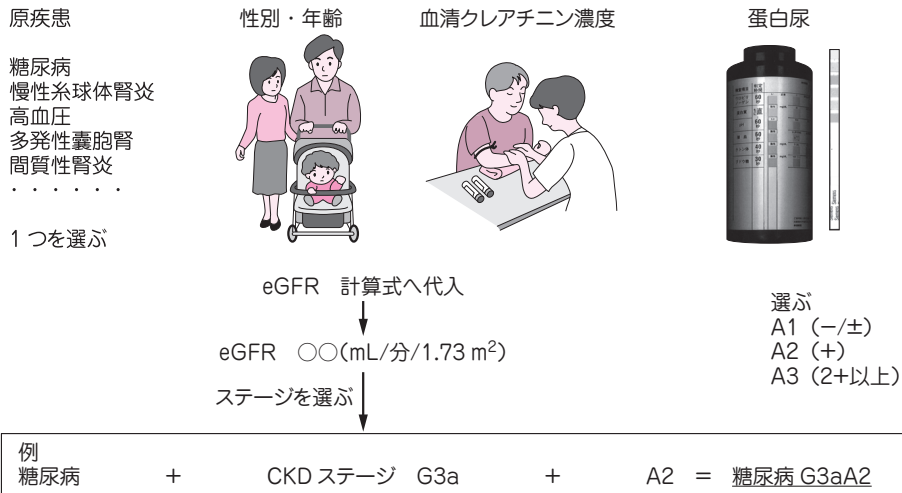 原疾患
糖尿病
慢性糸球体腎炎
高血圧
多発性嚢胞腎
間質性腎炎
・・・・・・
1つを選ぶ
性別・年齢
血清クレアチニン濃度
蛋白尿
eGFR 計算式へ代入
eGFR ○○(mL/分/1.73 m²)
ステージを選ぶ
選ぶ
A1（−/±）
A2（+）
A3（2+以上）
例
糖尿病 + CKDステージ G3a + A2 = 糖尿病 G3aA2